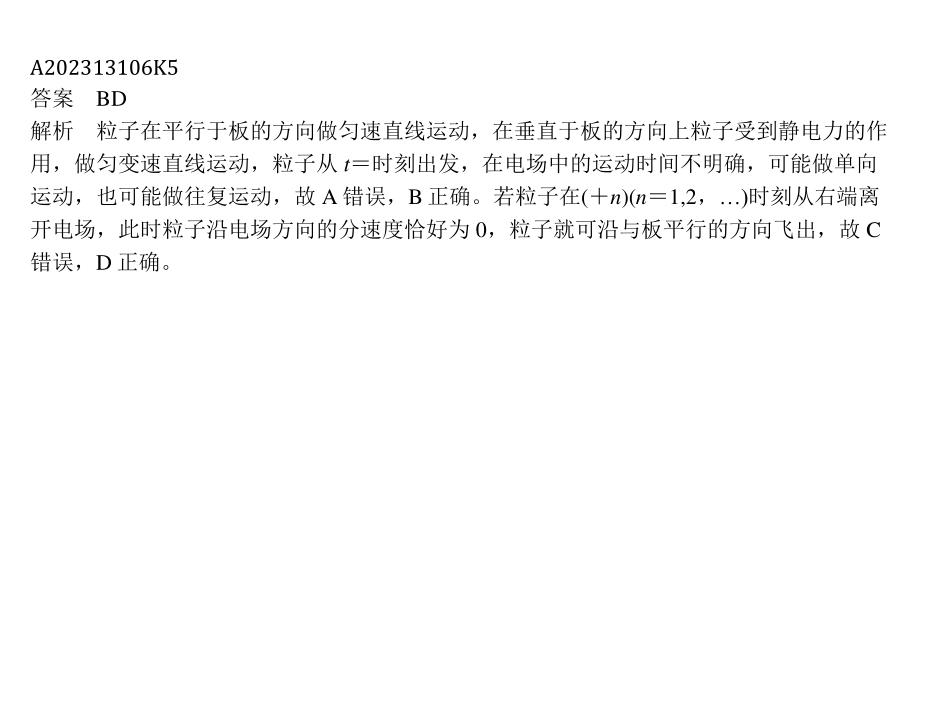 A202313106K5
答案　BD
解析　粒子在平行于板的方向做匀速直线运动，在垂直于板的方向上粒子受到静电力的作
用，做匀变速直线运动，粒子从 t＝时刻出发，在电场中的运动时间不明确，可能做单向
运动，也可能做往复运动，故 A 错误，B 正确。若粒子在(＋n)(n＝1,2，…)时刻从右端离
开电场，此时粒子沿电场方向的分速度恰好为 0，粒子就可沿与板平行的方向飞出，故 C
错误，D 正确。